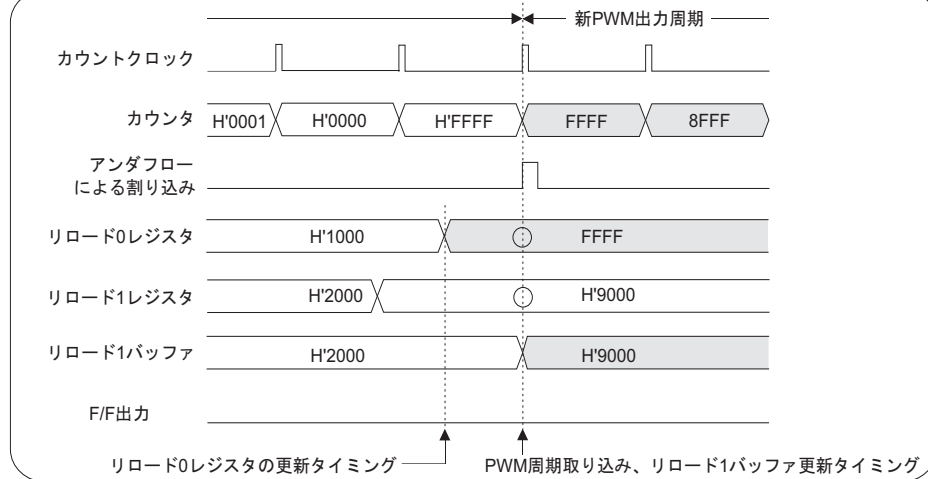 新PWM出力周期
カウントクロック
カウンタ H'0001 H'0000 H'FFFF FFFF 8FFF
アンダフロー
による割り込み
リロード0レジスタ H'1000 FFFF
リロード1レジスタ H'2000 H'9000
リロード1バッファ H'2000 H'9000
F/F出力
リロード0レジスタの更新タイミング PWM周期取り込み、リロード1バッファ更新タイミング